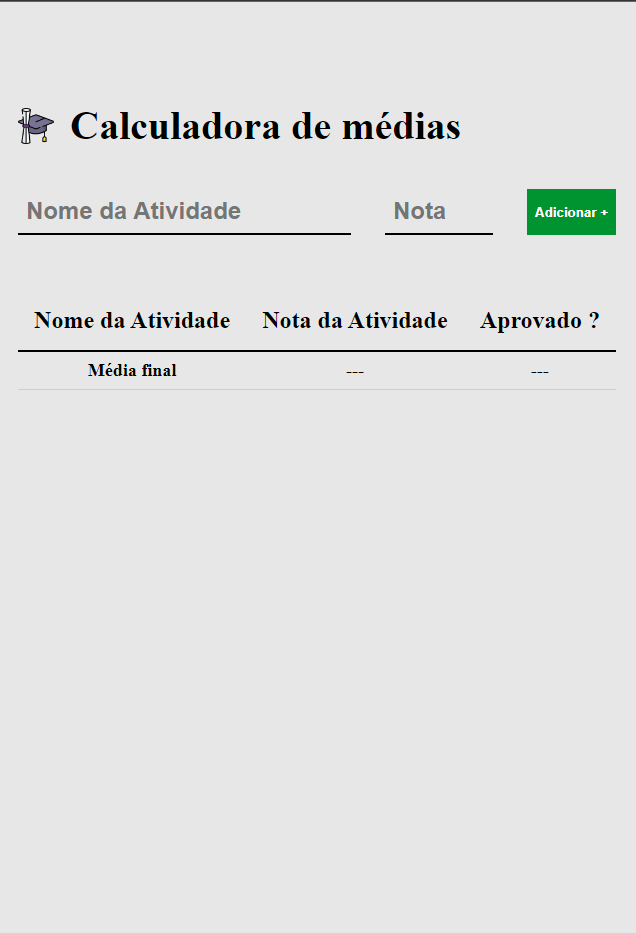 Calculadora de médias
Nome da Atividade Nota Adicionar +
Nome da Atividade Nota da Atividade Aprovado ?
Média final --- ---